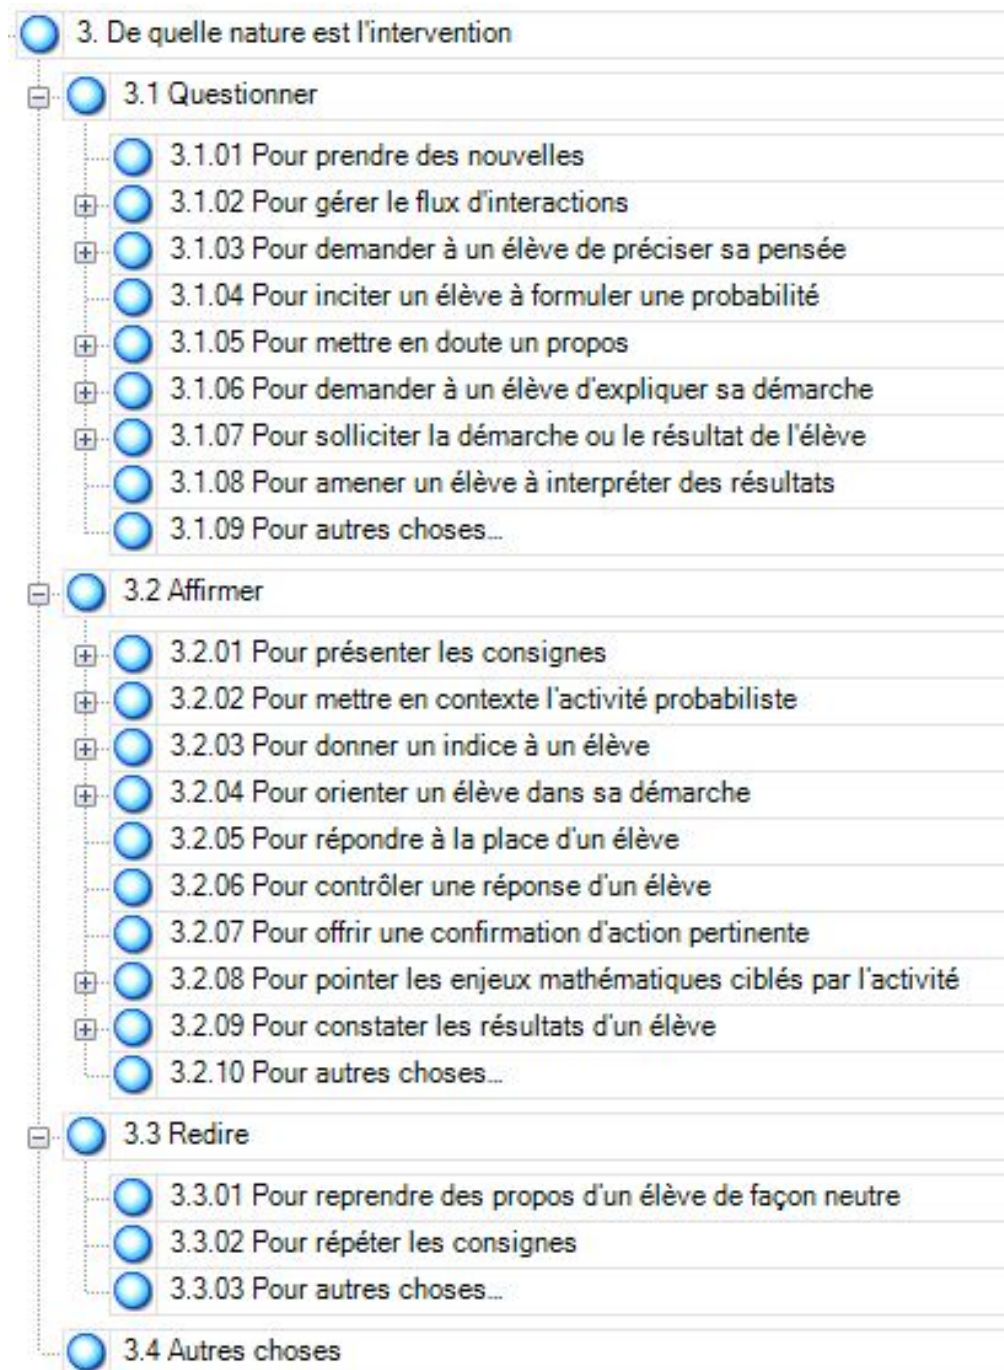 3. De quelle nature est l'intervention
3.1 Questionner
3.1.01 Pour prendre des nouvelles
3.1.02 Pour gérer le flux d'interactions
3.1.03 Pour demander à un élève de préciser sa pensée
3.1.04 Pour inciter un élève à formuler une probabilité
3.1.05 Pour mettre en doute un propos
3.1.06 Pour demander à un élève d'expliquer sa démarche
3.1.07 Pour solliciter la démarche ou le résultat de l'élève
3.1.08 Pour amener un élève à interpréter des résultats
3.1.09 Pour autres choses...
3.2 Affirmer
3.2.01 Pour présenter les consignes
3.2.02 Pour mettre en contexte l'activité probabiliste
3.2.03 Pour donner un indice à un élève
3.2.04 Pour orienter un élève dans sa démarche
3.2.05 Pour répondre à la place d'un élève
3.2.06 Pour contrôler une réponse d'un élève
3.2.07 Pour offrir une confirmation d'action pertinente
3.2.08 Pour pointer les enjeux mathématiques ciblés par l'activité
3.2.09 Pour constater les résultats d'un élève
3.2.10 Pour autres choses...
3.3 Redire
3.3.01 Pour reprendre des propos d'un élève de façon neutre
3.3.02 Pour répéter les consignes
3.3.03 Pour autres choses...
3.4 Autres choses